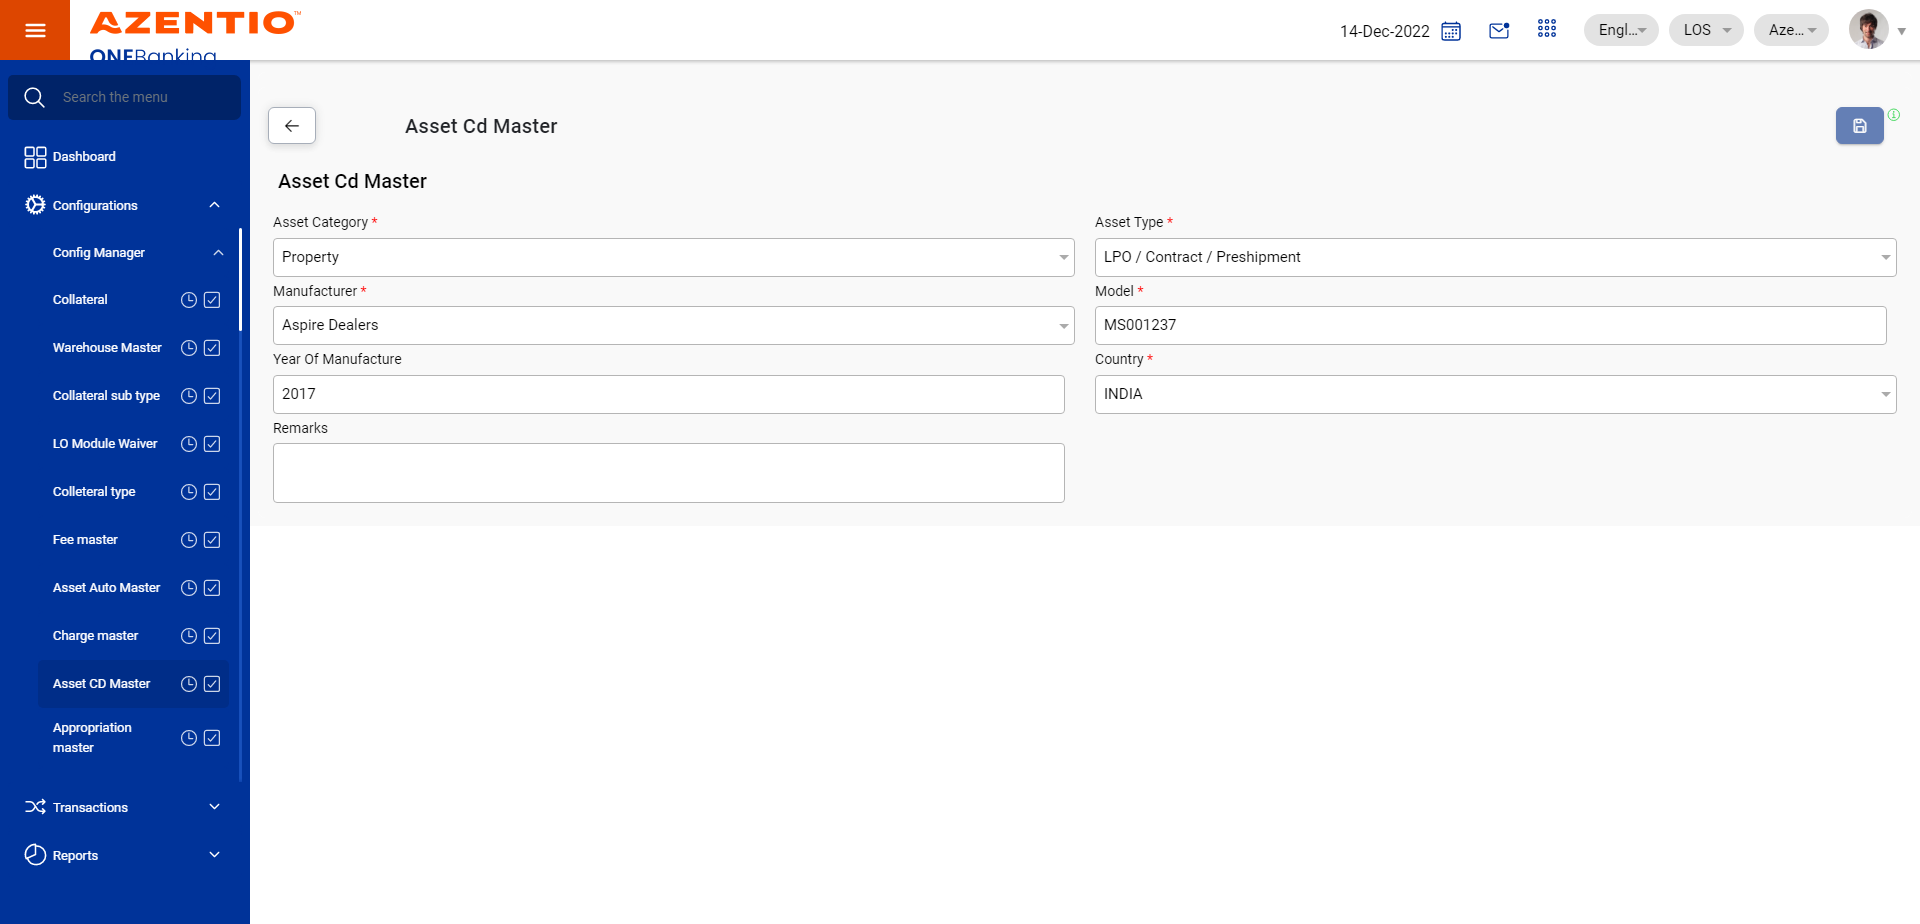 AZENTIO™
ONEBanking
14-Dec-2022
Engl...
LOS
Aze...
Search the menu
Dashboard
Configurations
Config Manager
Collateral
Warehouse Master
Collateral sub type
LO Module Waiver
Colleteral type
Fee master
Asset Auto Master
Charge master
Asset CD Master
Appropriation
master
Transactions
Reports
Asset Cd Master
Asset Cd Master
Asset Category *
Property
Asset Type *
LPO / Contract / Preshipment
Manufacturer *
Aspire Dealers
Model *
MS001237
Year Of Manufacture
2017
Country *
INDIA
Remarks